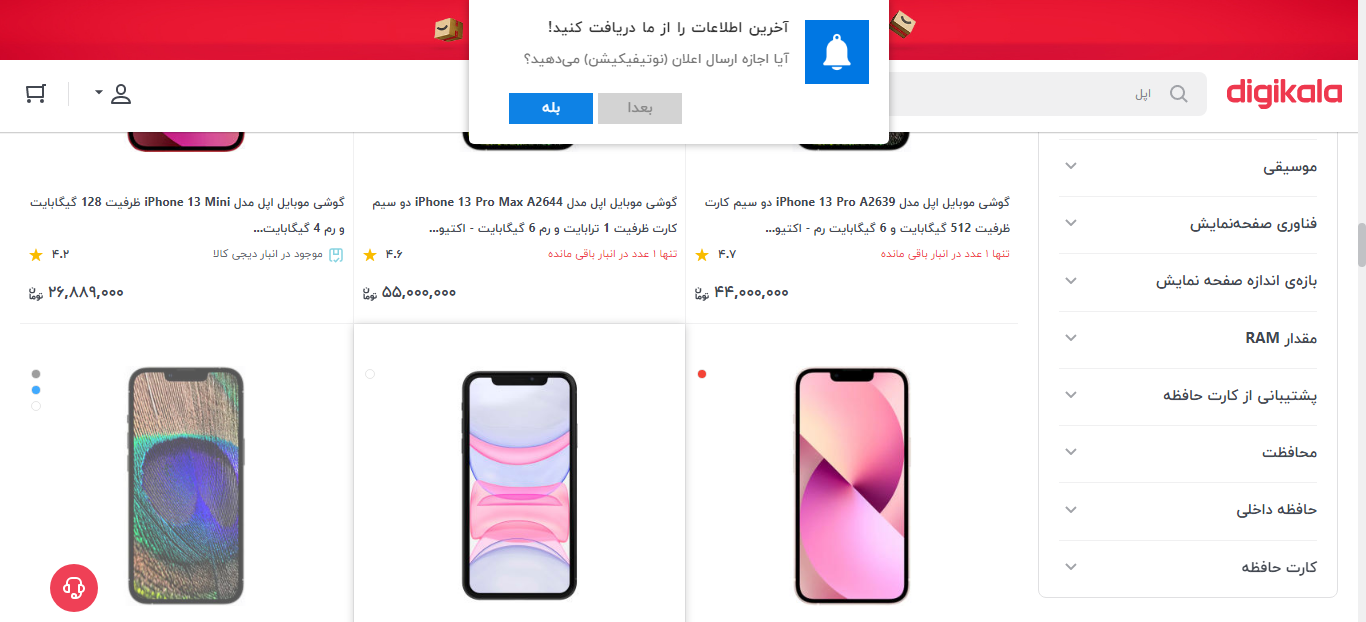 آخرین اطلاعات را از ما دریافت کنید!
آیا اجازه ارسال اعلان (نوتیفیکیشن) می‌دهید؟
بعدا
بله
digikala
اپل
موسیقی
فناوری صفحه‌نمایش
بازه‌ی اندازه صفحه نمایش
مقدار RAM
پشتیبانی از کارت حافظه
محافظت
حافظه داخلی
کارت حافظه
گوشی موبایل اپل مدل iPhone 13 Pro A2639 دو سیم کارت
ظرفیت 512 گیگابایت و 6 گیگابایت رم - اکتیو...
تنها ۱ عدد در انبار باقی مانده
۴.۷
۴۴,۰۰۰,۰۰۰ تومان
گوشی موبایل اپل مدل iPhone 13 Pro Max A2644 دو سیم
کارت ظرفیت 1 ترابایت و رم 6 گیگابایت - اکتیو...
تنها ۱ عدد در انبار باقی مانده
۴.۶
۵۵,۰۰۰,۰۰۰ تومان
گوشی موبایل اپل مدل iPhone 13 Mini ظرفیت 128 گیگابایت
و رم 4 گیگابایت...
موجود در انبار دیجی کالا
۴.۲
۲۶,۸۸۹,۰۰۰ تومان